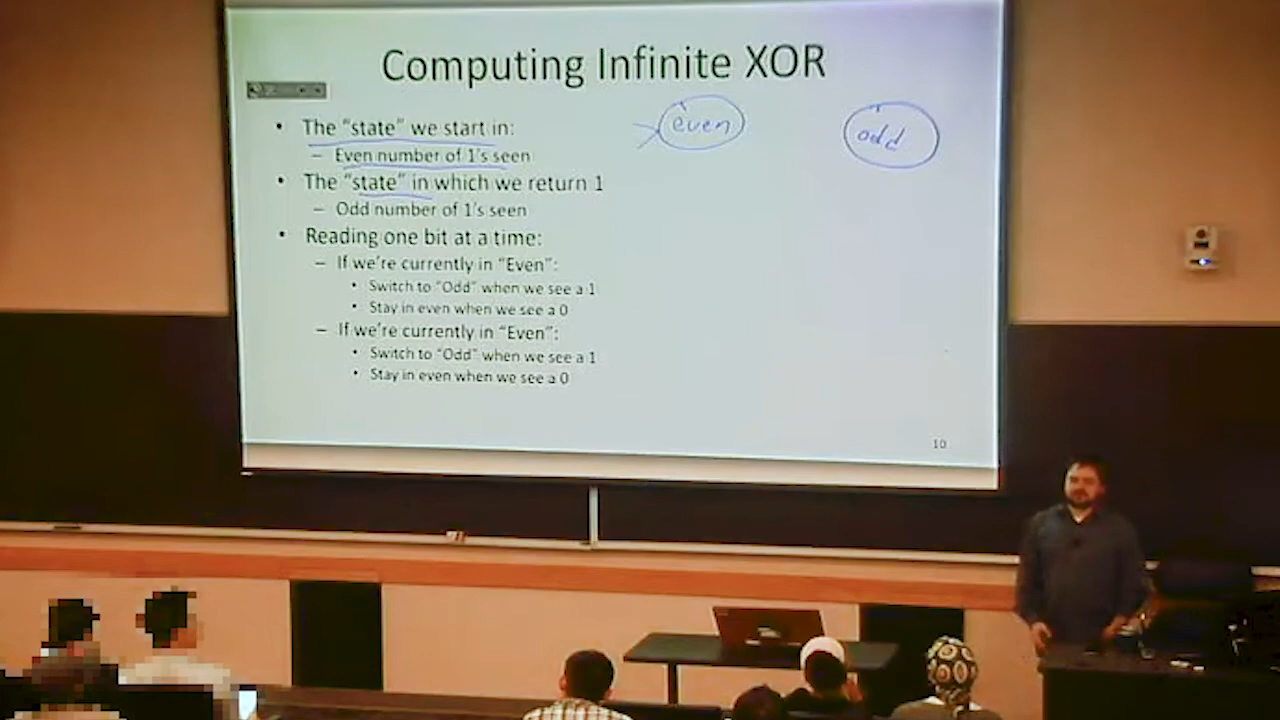 Computing Infinite XOR
• The "state" we start in:
– Even number of 1's seen
• The "state" in which we return 1
– Odd number of 1's seen
• Reading one bit at a time:
– If we're currently in "Even":
• Switch to "Odd" when we see a 1
• Stay in even when we see a 0
– If we're currently in "Even":
• Switch to "Odd" when we see a 1
• Stay in even when we see a 0
even
odd
10